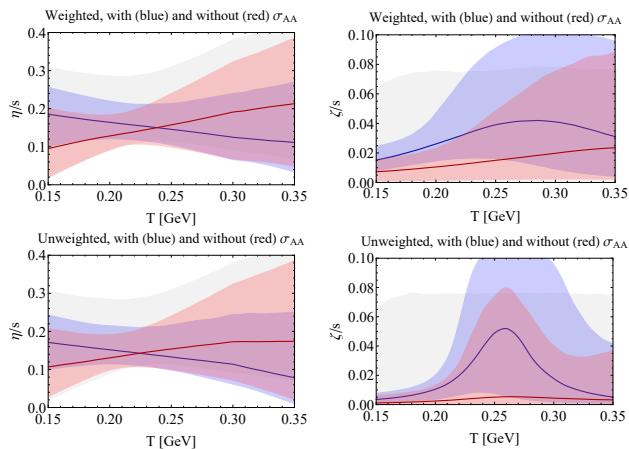 Weighted, with (blue) and without (red) σAA
0.4
0.3
0.2
0.1
0.0
η/s
0.15 0.20 0.25 0.30 0.35
T [GeV]
Weighted, with (blue) and without (red) σAA
0.10
0.08
0.06
0.04
0.02
0.00
ζ/s
0.15 0.20 0.25 0.30 0.35
T [GeV]
Unweighted, with (blue) and without (red) σAA
0.4
0.3
0.2
0.1
0.0
η/s
0.15 0.20 0.25 0.30 0.35
T [GeV]
Unweighted, with (blue) and without (red) σAA
0.10
0.08
0.06
0.04
0.02
0.00
ζ/s
0.15 0.20 0.25 0.30 0.35
T [GeV]